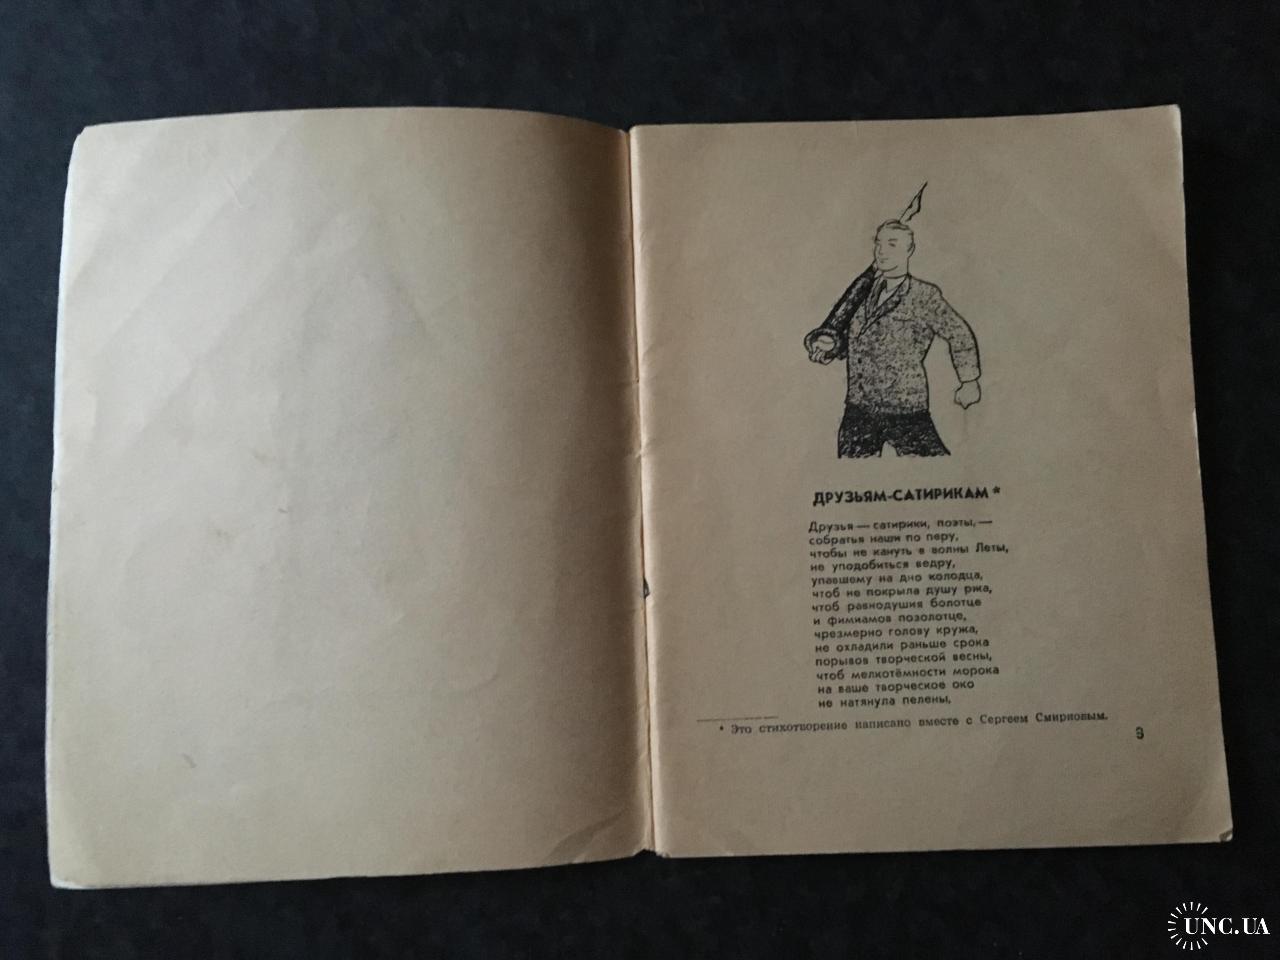 ДРУЗЬЯМ-САТИРИКАМ *
Друзья — сатирики, поэты, —
собратья наши по перу,
чтобы не кануть в волны Леты,
не уподобиться ведру,
упавшему на дно колодца,
чтоб не покрыла душу ржа,
чтоб равнодушия болотце
и фимиамов позолотце,
чрезмерно голову кружа,
не охладили раньше срока
порывов творческой весны,
чтоб мелкотёмности морока
на ваше творческое око
не натянула пелены,
* Это стихотворение написано вместе с Сергеем Смирновым.
3
UNC.UA